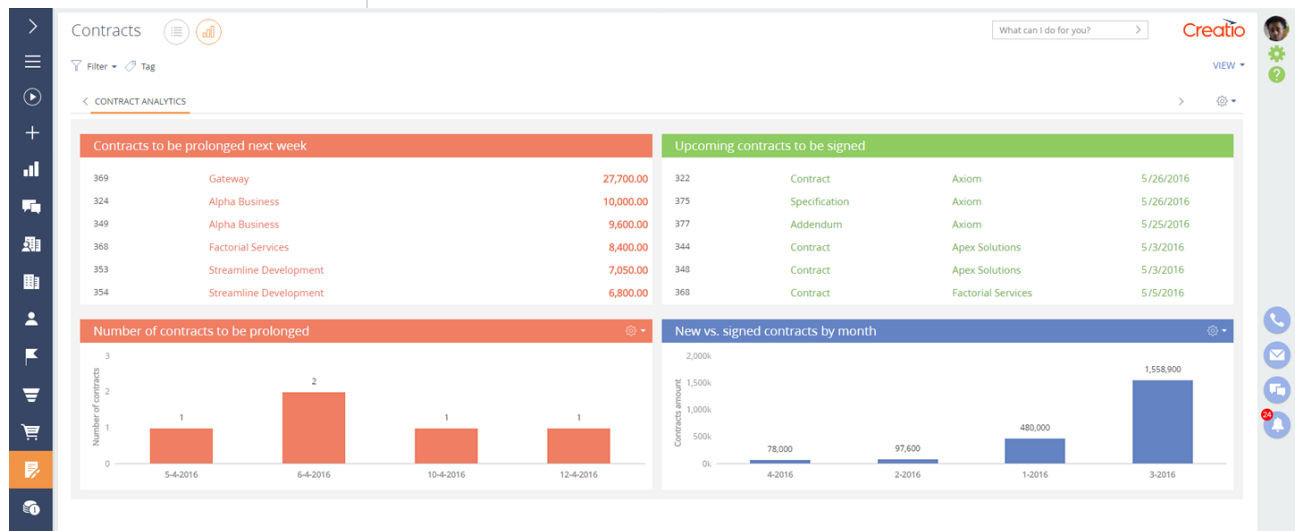 Contracts
What can I do for you?
Creatio
Filter
Tag
VIEW
CONTRACT ANALYTICS
Contracts to be prolonged next week
369 Gateway 27,700.00
324 Alpha Business 10,000.00
349 Alpha Business 9,600.00
368 Factorial Services 8,400.00
353 Streamline Development 7,050.00
354 Streamline Development 6,800.00
Upcoming contracts to be signed
322 Contract Axiom 5/26/2016
375 Specification Axiom 5/26/2016
377 Addendum Axiom 5/25/2016
344 Contract Apex Solutions 5/3/2016
348 Contract Apex Solutions 5/3/2016
368 Contract Factorial Services 5/5/2016
Number of contracts to be prolonged
Number of contracts
3
2
1
0
1
2
1
1
5-4-2016 6-4-2016 10-4-2016 12-4-2016
New vs. signed contracts by month
Contracts amount
2,000k
1,500k
1,000k
500k
0k
78,000
97,600
480,000
1,558,900
4-2016 2-2016 1-2016 3-2016
?
24